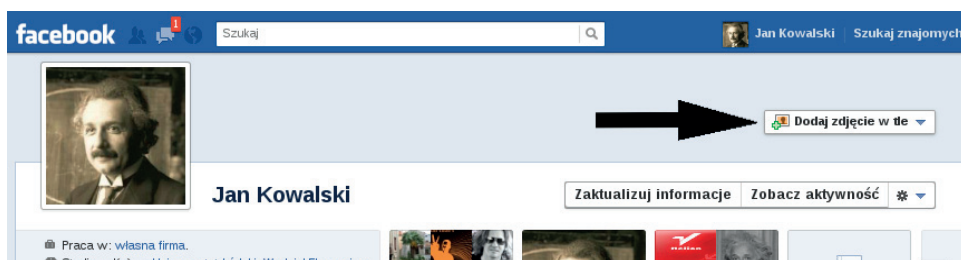 facebook 1 Szukaj Jan Kowalski Szukaj znajomych
Dodaj zdjęcie w tle
Jan Kowalski Zaktualizuj informacje Zobacz aktywność
Praca w: własna firma.